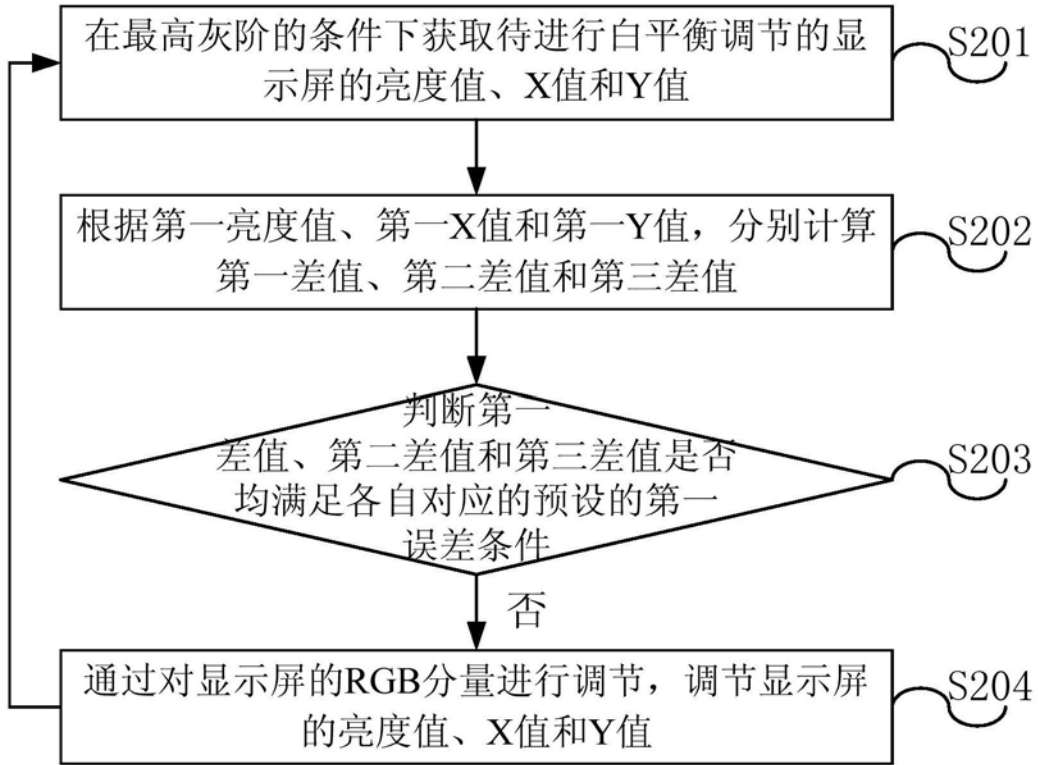 在最高灰阶的条件下获取待进行白平衡调节的显
示屏的亮度值、X值和Y值
S201
根据第一亮度值、第一X值和第一Y值，分别计算
第一差值、第二差值和第三差值
S202
判断第一
差值、第二差值和第三差值是否
均满足各自对应的预设的第一
误差条件
S203
否
通过对显示屏的RGB分量进行调节，调节显示屏
的亮度值、X值和Y值
S204